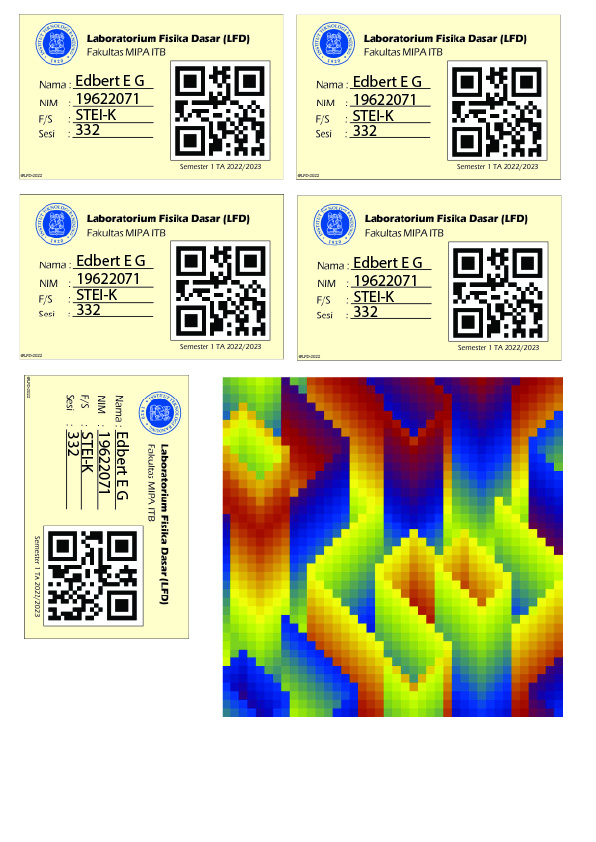 Laboratorium Fisika Dasar (LFD)
Fakultas MIPA ITB
Nama : Edbert E G
NIM : 19622071
F/S : STEI-K
Sesi : 332
Semester 1 TA 2022/2023
@LFD-2022
Laboratorium Fisika Dasar (LFD)
Fakultas MIPA ITB
Nama : Edbert E G
NIM : 19622071
F/S : STEI-K
Sesi : 332
Semester 1 TA 2022/2023
@LFD-2022
Laboratorium Fisika Dasar (LFD)
Fakultas MIPA ITB
Nama : Edbert E G
NIM : 19622071
F/S : STEI-K
Sesi : 332
Semester 1 TA 2022/2023
@LFD-2022
Laboratorium Fisika Dasar (LFD)
Fakultas MIPA ITB
Nama : Edbert E G
NIM : 19622071
F/S : STEI-K
Sesi : 332
Semester 1 TA 2022/2023
@LFD-2022
Laboratorium Fisika Dasar (LFD)
Fakultas MIPA ITB
Nama : Edbert E G
NIM : 19622071
F/S : STEI-K
Sesi : 332
Semester 1 TA 2022/2023
@LFD-2022